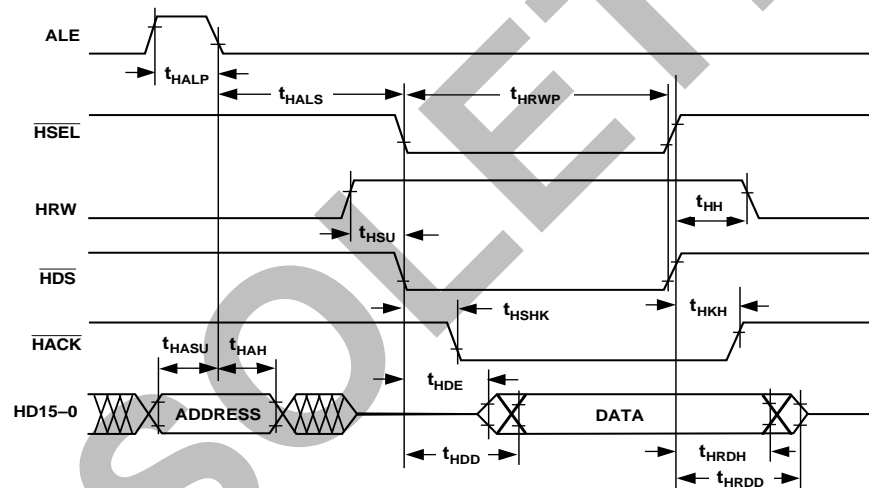 ALE
tHALP
tHALS
tHRWP
HSEL
HRW
tHH
tHSU
HDS
tHSHK
tHKH
HACK
tHASU
tHAH
tHDE
HD15–0
ADDRESS
DATA
tHDD
tHRDH
tHRDD
SOLET